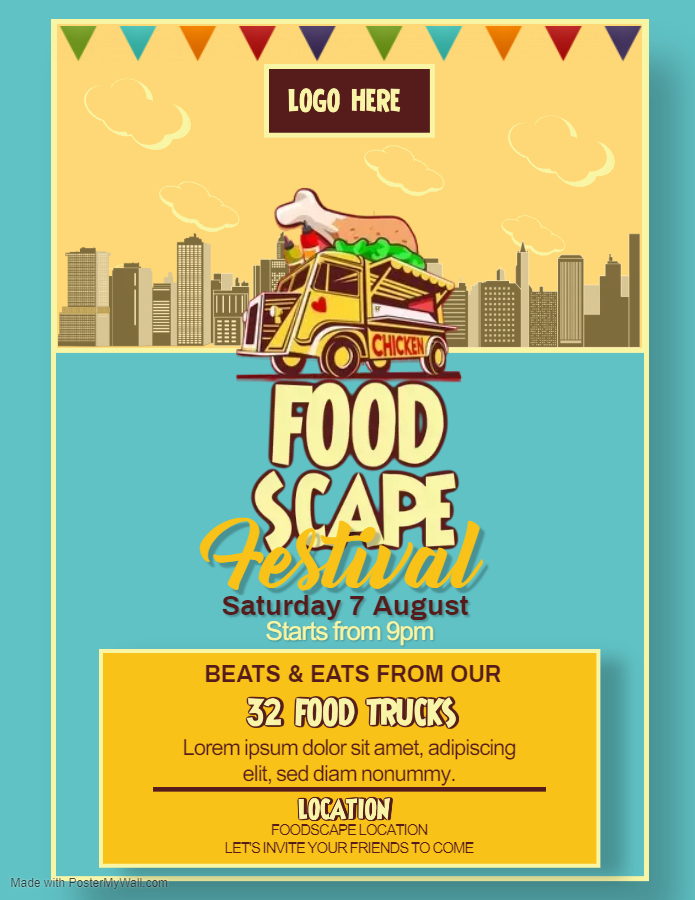 LOGO HERE
CHICKEN
FOOD
SCAPE
Festival
Saturday 7 August
Starts from 9pm
BEATS & EATS FROM OUR
32 FOOD TRUCKS
Lorem ipsum dolor sit amet, adipiscing
elit, sed diam nonummy.
LOCATION
FOODSCAPE LOCATION
LET'S INVITE YOUR FRIENDS TO COME
Made with PosterMyWall.com